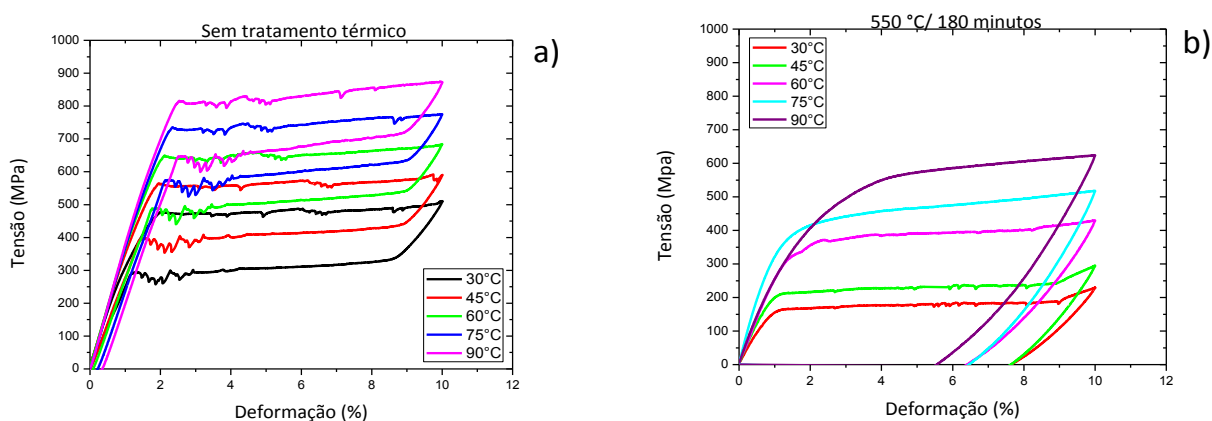 Sem tratamento térmico
a)
1000
900
800
700
600
500
400
300
200
100
0
0 2 4 6 8 10 12
Tensão (MPa)
Deformação (%)
30°C
45°C
60°C
75°C
90°C
550 °C/ 180 minutos
b)
30°C
45°C
60°C
75°C
90°C
1000
900
800
700
600
500
400
300
200
100
0
0 2 4 6 8 10 12
Tensão (Mpa)
Deformação (%)